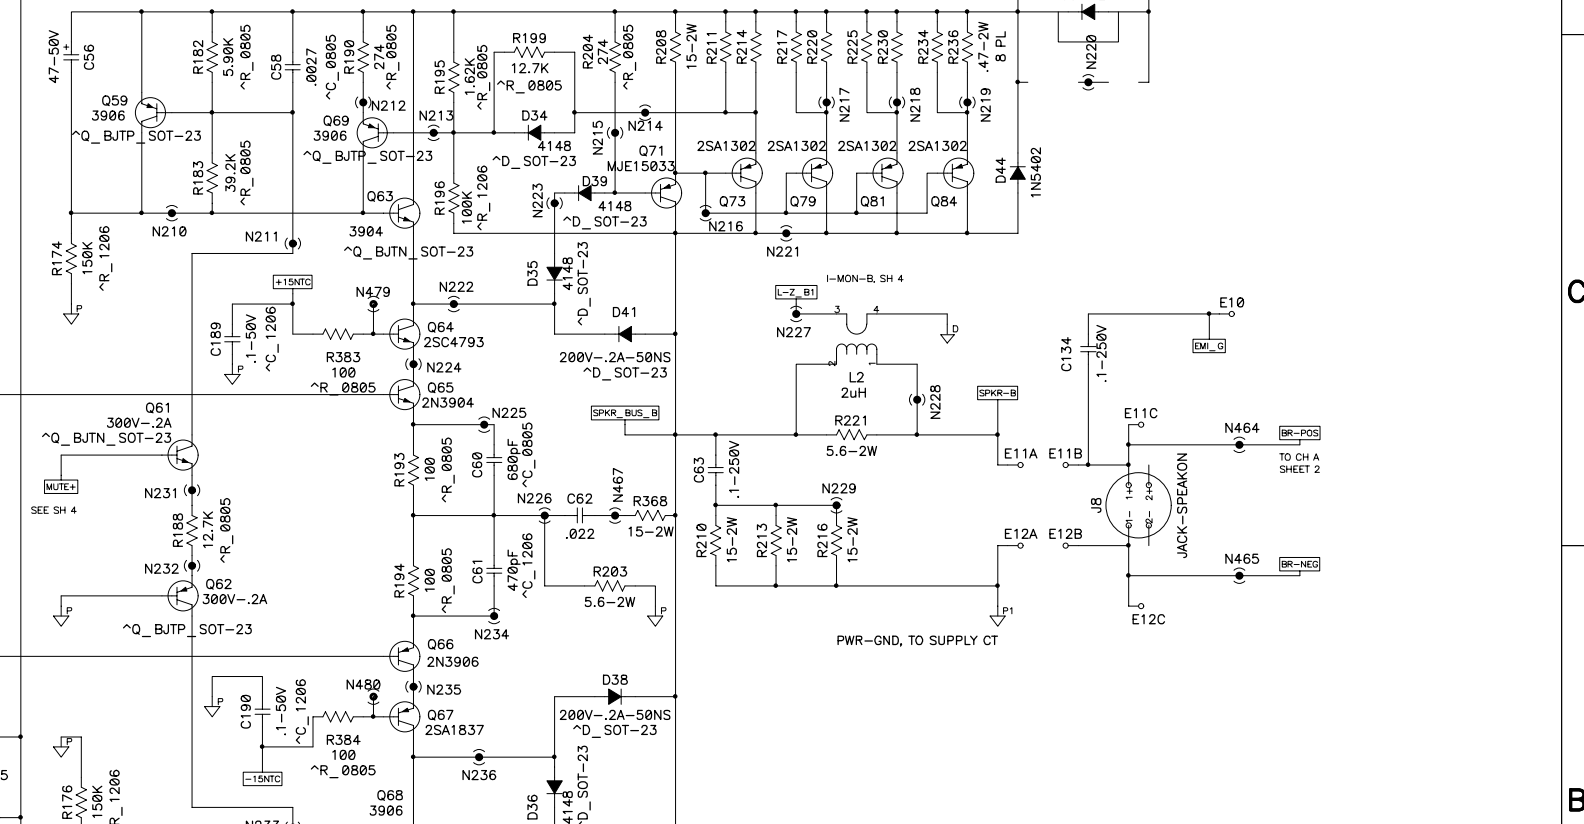 47-50V
+
C56
R182
5.90K
^R_0805
C58
.0027
^C_0805
R190
274
^R_0805
R195
1.62K
^R_0805
R199
12.7K
^R_0805
R204
274
^R_0805
R208
15-2W
R211
R214
R217
R220
R225
R230
R234
R236
.47-2W
8 PL
N220
Q59
3906
^Q_BJTP_SOT-23
N212
Q69
3906
^Q_BJTP_SOT-23
N213
D34
4148
^D_SOT-23
N215
N214
Q71
MJE15033
N217
N218
N219
2SA1302
2SA1302
2SA1302
2SA1302
D44
1N5402
R183
39.2K
^R_0805
R196
100K
^R_1206
Q63
3904
^Q_BJTN_SOT-23
N223
D39
4148
^D_SOT-23
Q73
Q79
Q81
Q84
N216
N221
N210
N211
R174
150K
^R_1206
P
+15NTC
N479
N222
D35
4148
^D_SOT-23
C189
.1-50V
^C_1206
P
R383
100
^R_0805
Q64
2SC4793
D41
200V-.2A-50NS
^D_SOT-23
N224
Q65
2N3904
I-MON-B, SH 4
L-Z_B1
N227
3
4
D
2
1
L2
2uH
N228
E10
EMI_G
C134
.1-250V
C
Q61
300V-.2A
^Q_BJTN_SOT-23
MUTE+
SEE SH 4
N231
R188
12.7K
^R_0805
N232
Q62
300V-.2A
^Q_BJTP_SOT-23
P
N225
R193
100
^R_0805
C60
680pF
^C_0805
SPKR_BUS_B
SPKR-B
R221
5.6-2W
C63
.1-250V
E11A
E11B
E11C
N464
BR-POS
TO CH A
SHEET 2
N226
C62
.022
N467
R368
15-2W
N229
R210
15-2W
R213
15-2W
R216
15-2W
J8
1+
2+
1-
2-
JACK-SPEAKON
E12A
E12B
E12C
N465
BR-NEG
R194
100
^R_0805
C61
470pF
^C_1206
R203
5.6-2W
P
N234
P1
PWR-GND, TO SUPPLY CT
Q66
2N3906
N235
N480
P
C190
.1-50V
^C_1206
R384
100
^R_0805
-15NTC
Q67
2SA1837
D38
200V-.2A-50NS
^D_SOT-23
N236
D36
4148
^D_SOT-23
Q68
3906
P
R176
150K
R_1206
5
B